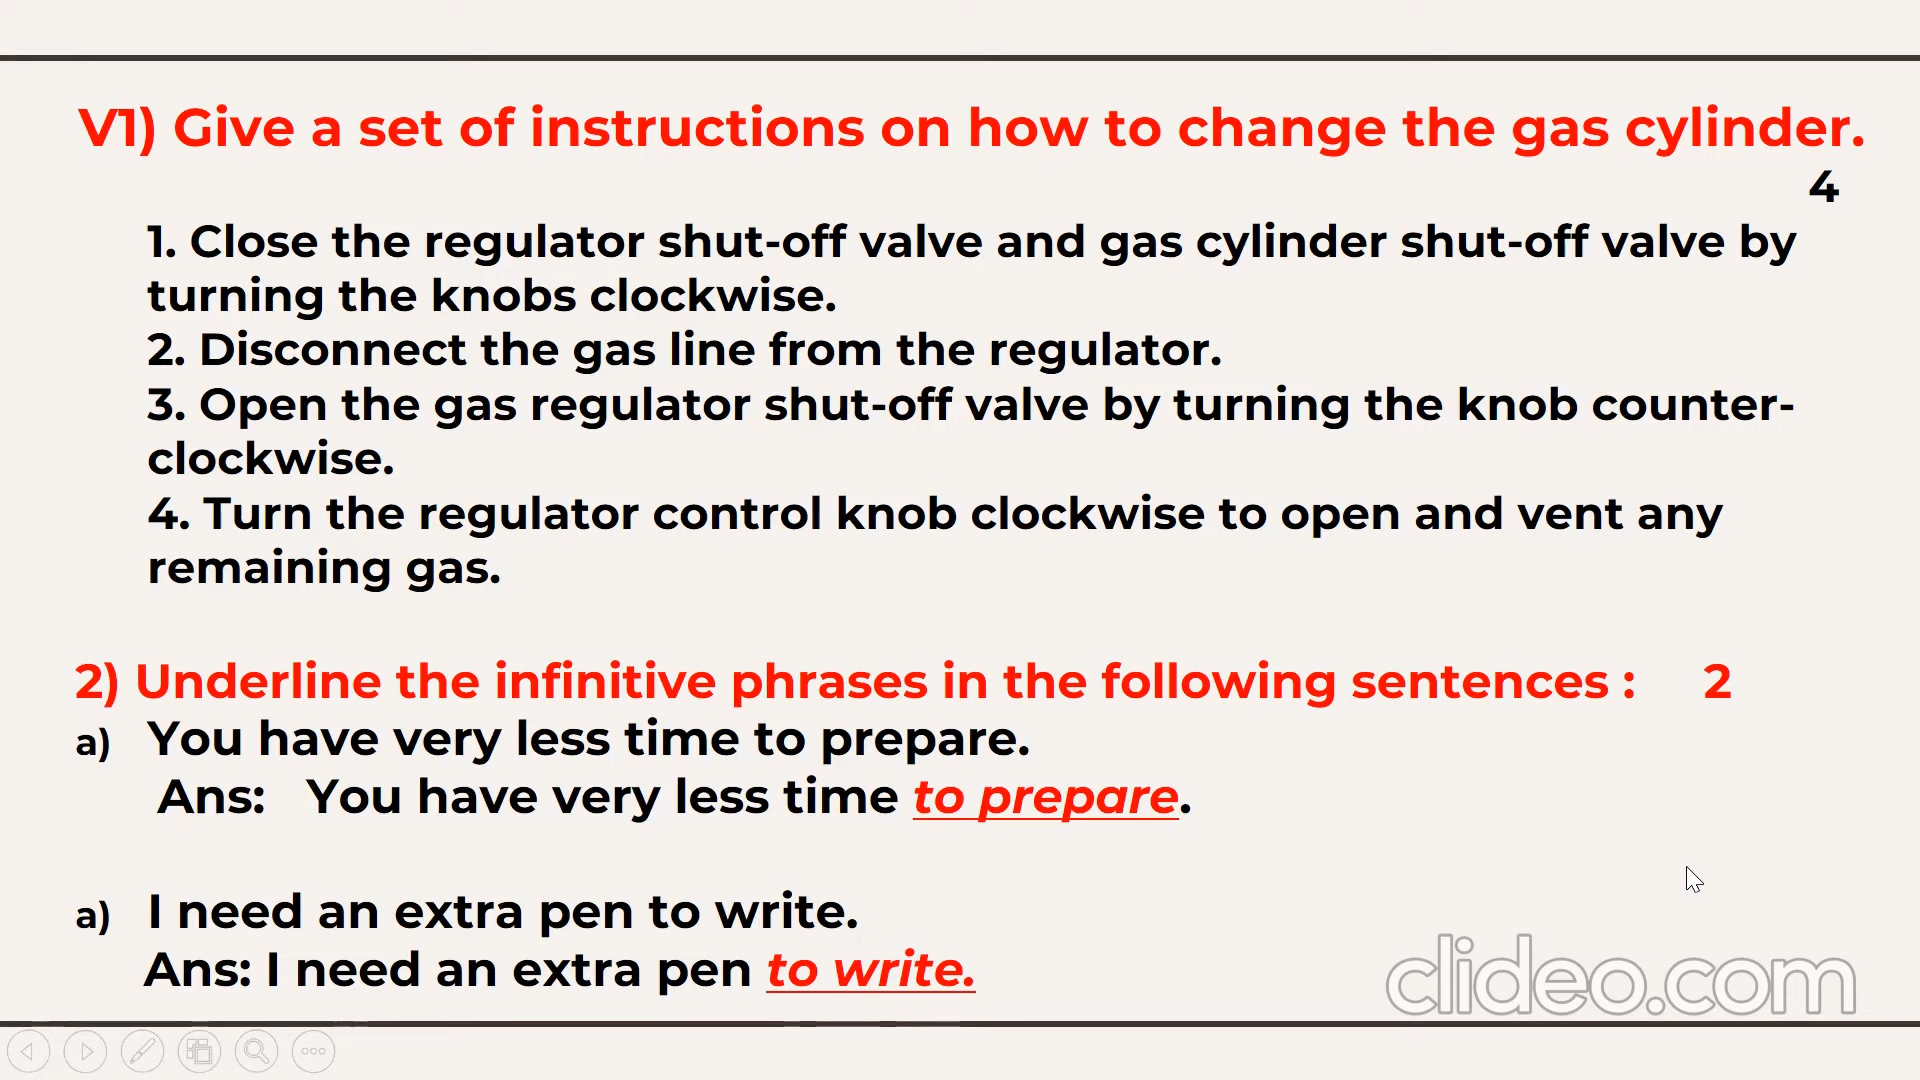 V1) Give a set of instructions on how to change the gas cylinder.
4
1. Close the regulator shut-off valve and gas cylinder shut-off valve by
turning the knobs clockwise.
2. Disconnect the gas line from the regulator.
3. Open the gas regulator shut-off valve by turning the knob counter-
clockwise.
4. Turn the regulator control knob clockwise to open and vent any
remaining gas.
2) Underline the infinitive phrases in the following sentences : 2
a) You have very less time to prepare.
Ans: You have very less time to prepare.
a) I need an extra pen to write.
Ans: I need an extra pen to write.
clideo.com